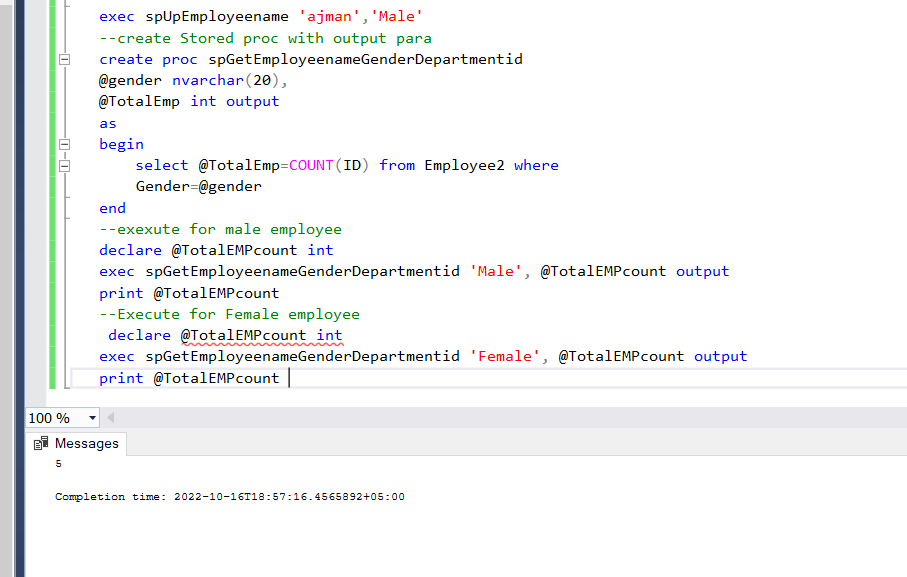 exec spUpEmployeename 'ajman','Male'
--create Stored proc with output para
create proc spGetEmployeenameGenderDepartmentid
@gender nvarchar(20),
@TotalEmp int output
as
begin
select @TotalEmp=COUNT(ID) from Employee2 where
Gender=@gender
end
--exexute for male employee
declare @TotalEMPcount int
exec spGetEmployeenameGenderDepartmentid 'Male', @TotalEMPcount output
print @TotalEMPcount
--Execute for Female employee
declare @TotalEMPcount int
exec spGetEmployeenameGenderDepartmentid 'Female', @TotalEMPcount output
print @TotalEMPcount
100 %
Messages
5
Completion time: 2022-10-16T18:57:16.4565892+05:00